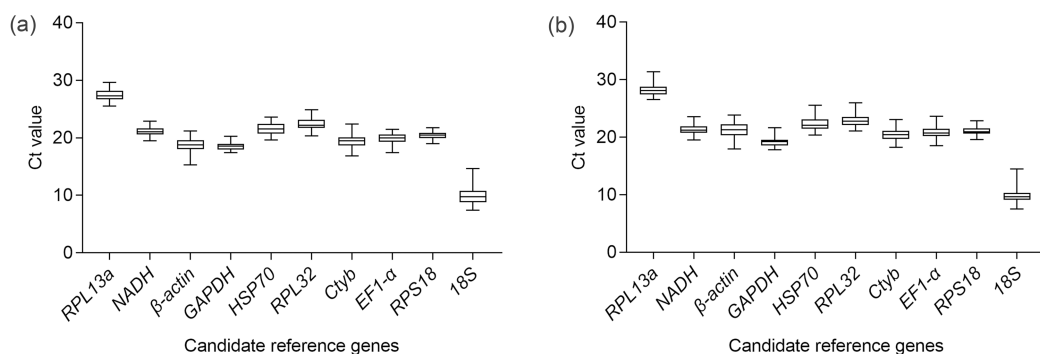 (a)
40
30
20
10
0
Ct value
RPL13a
NADH
β-actin
GAPDH
HSP70
RPL32
Ctyb
EF1-α
RPS18
18S
Candidate reference genes
(b)
40
30
20
10
0
Ct value
RPL13a
NADH
β-actin
GAPDH
HSP70
RPL32
Ctyb
EF1-α
RPS18
18S
Candidate reference genes